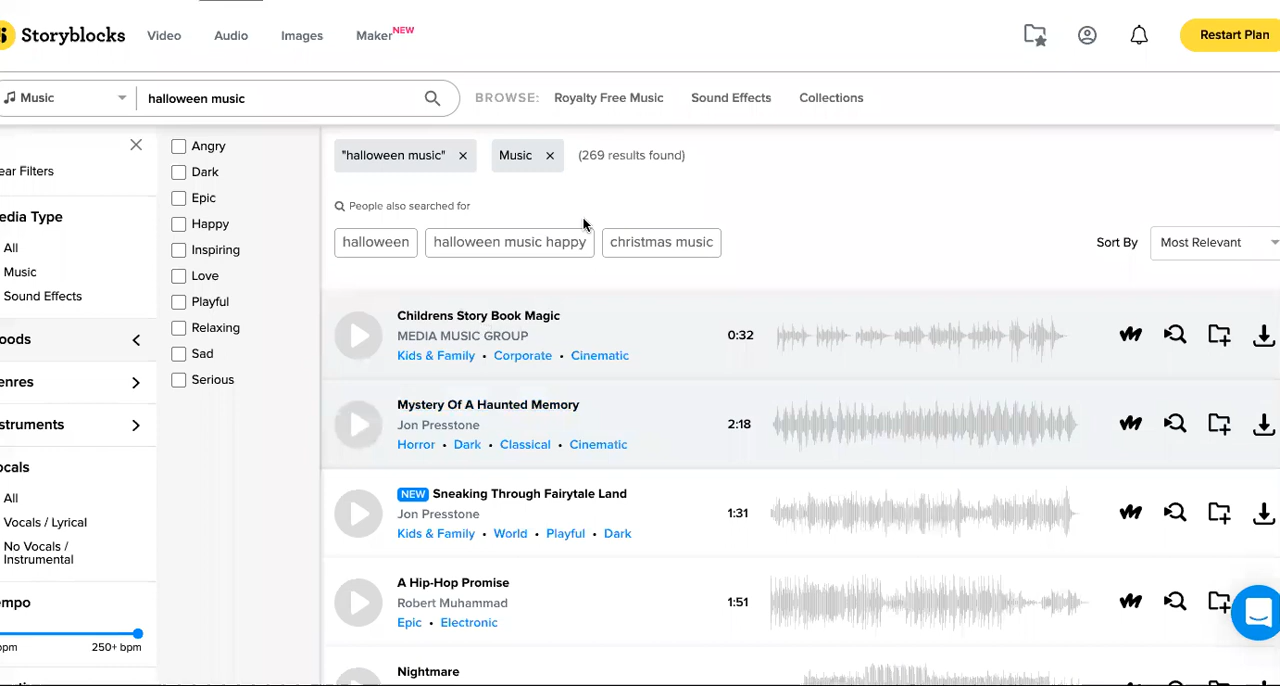 Storyblocks Video Audio Images Maker NEW Restart Plan
Music halloween music BROWSE: Royalty Free Music Sound Effects Collections
ear Filters
edia Type
All
Music
Sound Effects
oods
enres
struments
ocals
All
Vocals / Lyrical
No Vocals /
Instrumental
empo
opm 250+ bpm
Angry
Dark
Epic
Happy
Inspiring
Love
Playful
Relaxing
Sad
Serious
"halloween music" × Music × (269 results found)
People also searched for
halloween halloween music happy christmas music
Sort By Most Relevant
Childrens Story Book Magic
MEDIA MUSIC GROUP
Kids & Family • Corporate • Cinematic
0:32
Mystery Of A Haunted Memory
Jon Presstone
Horror • Dark • Classical • Cinematic
2:18
NEW Sneaking Through Fairytale Land
Jon Presstone
Kids & Family • World • Playful • Dark
1:31
A Hip-Hop Promise
Robert Muhammad
Epic • Electronic
1:51
Nightmare